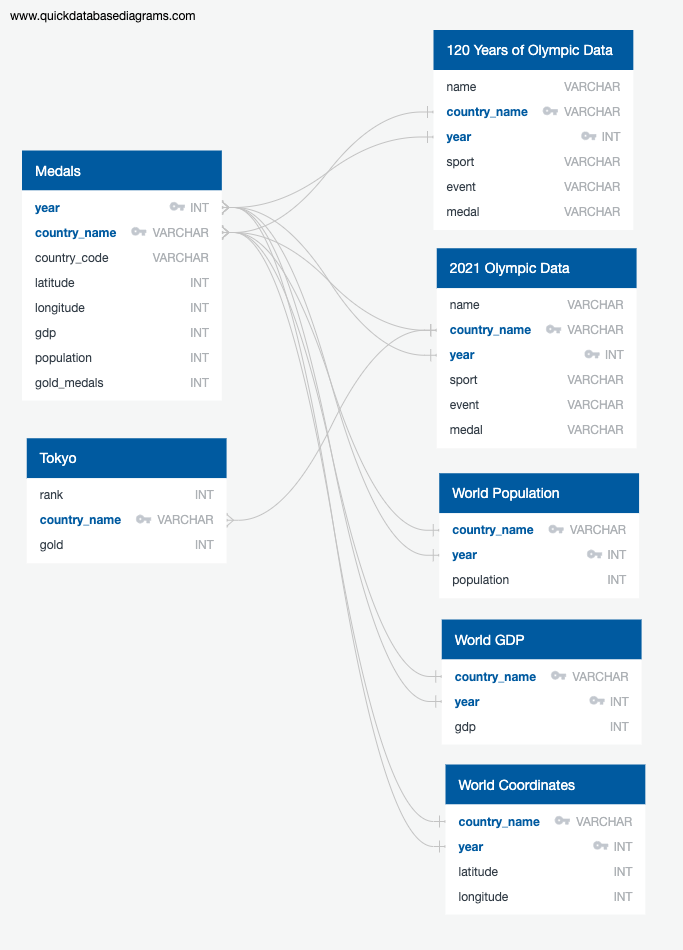 www.quickdatabasediagrams.com
Medals
year INT
country_name VARCHAR
country_code VARCHAR
latitude INT
longitude INT
gdp INT
population INT
gold_medals INT
Tokyo
rank INT
country_name VARCHAR
gold INT
120 Years of Olympic Data
name VARCHAR
country_name VARCHAR
year INT
sport VARCHAR
event VARCHAR
medal VARCHAR
2021 Olympic Data
name VARCHAR
country_name VARCHAR
year INT
sport VARCHAR
event VARCHAR
medal VARCHAR
World Population
country_name VARCHAR
year INT
population INT
World GDP
country_name VARCHAR
year INT
gdp INT
World Coordinates
country_name VARCHAR
year INT
latitude INT
longitude INT